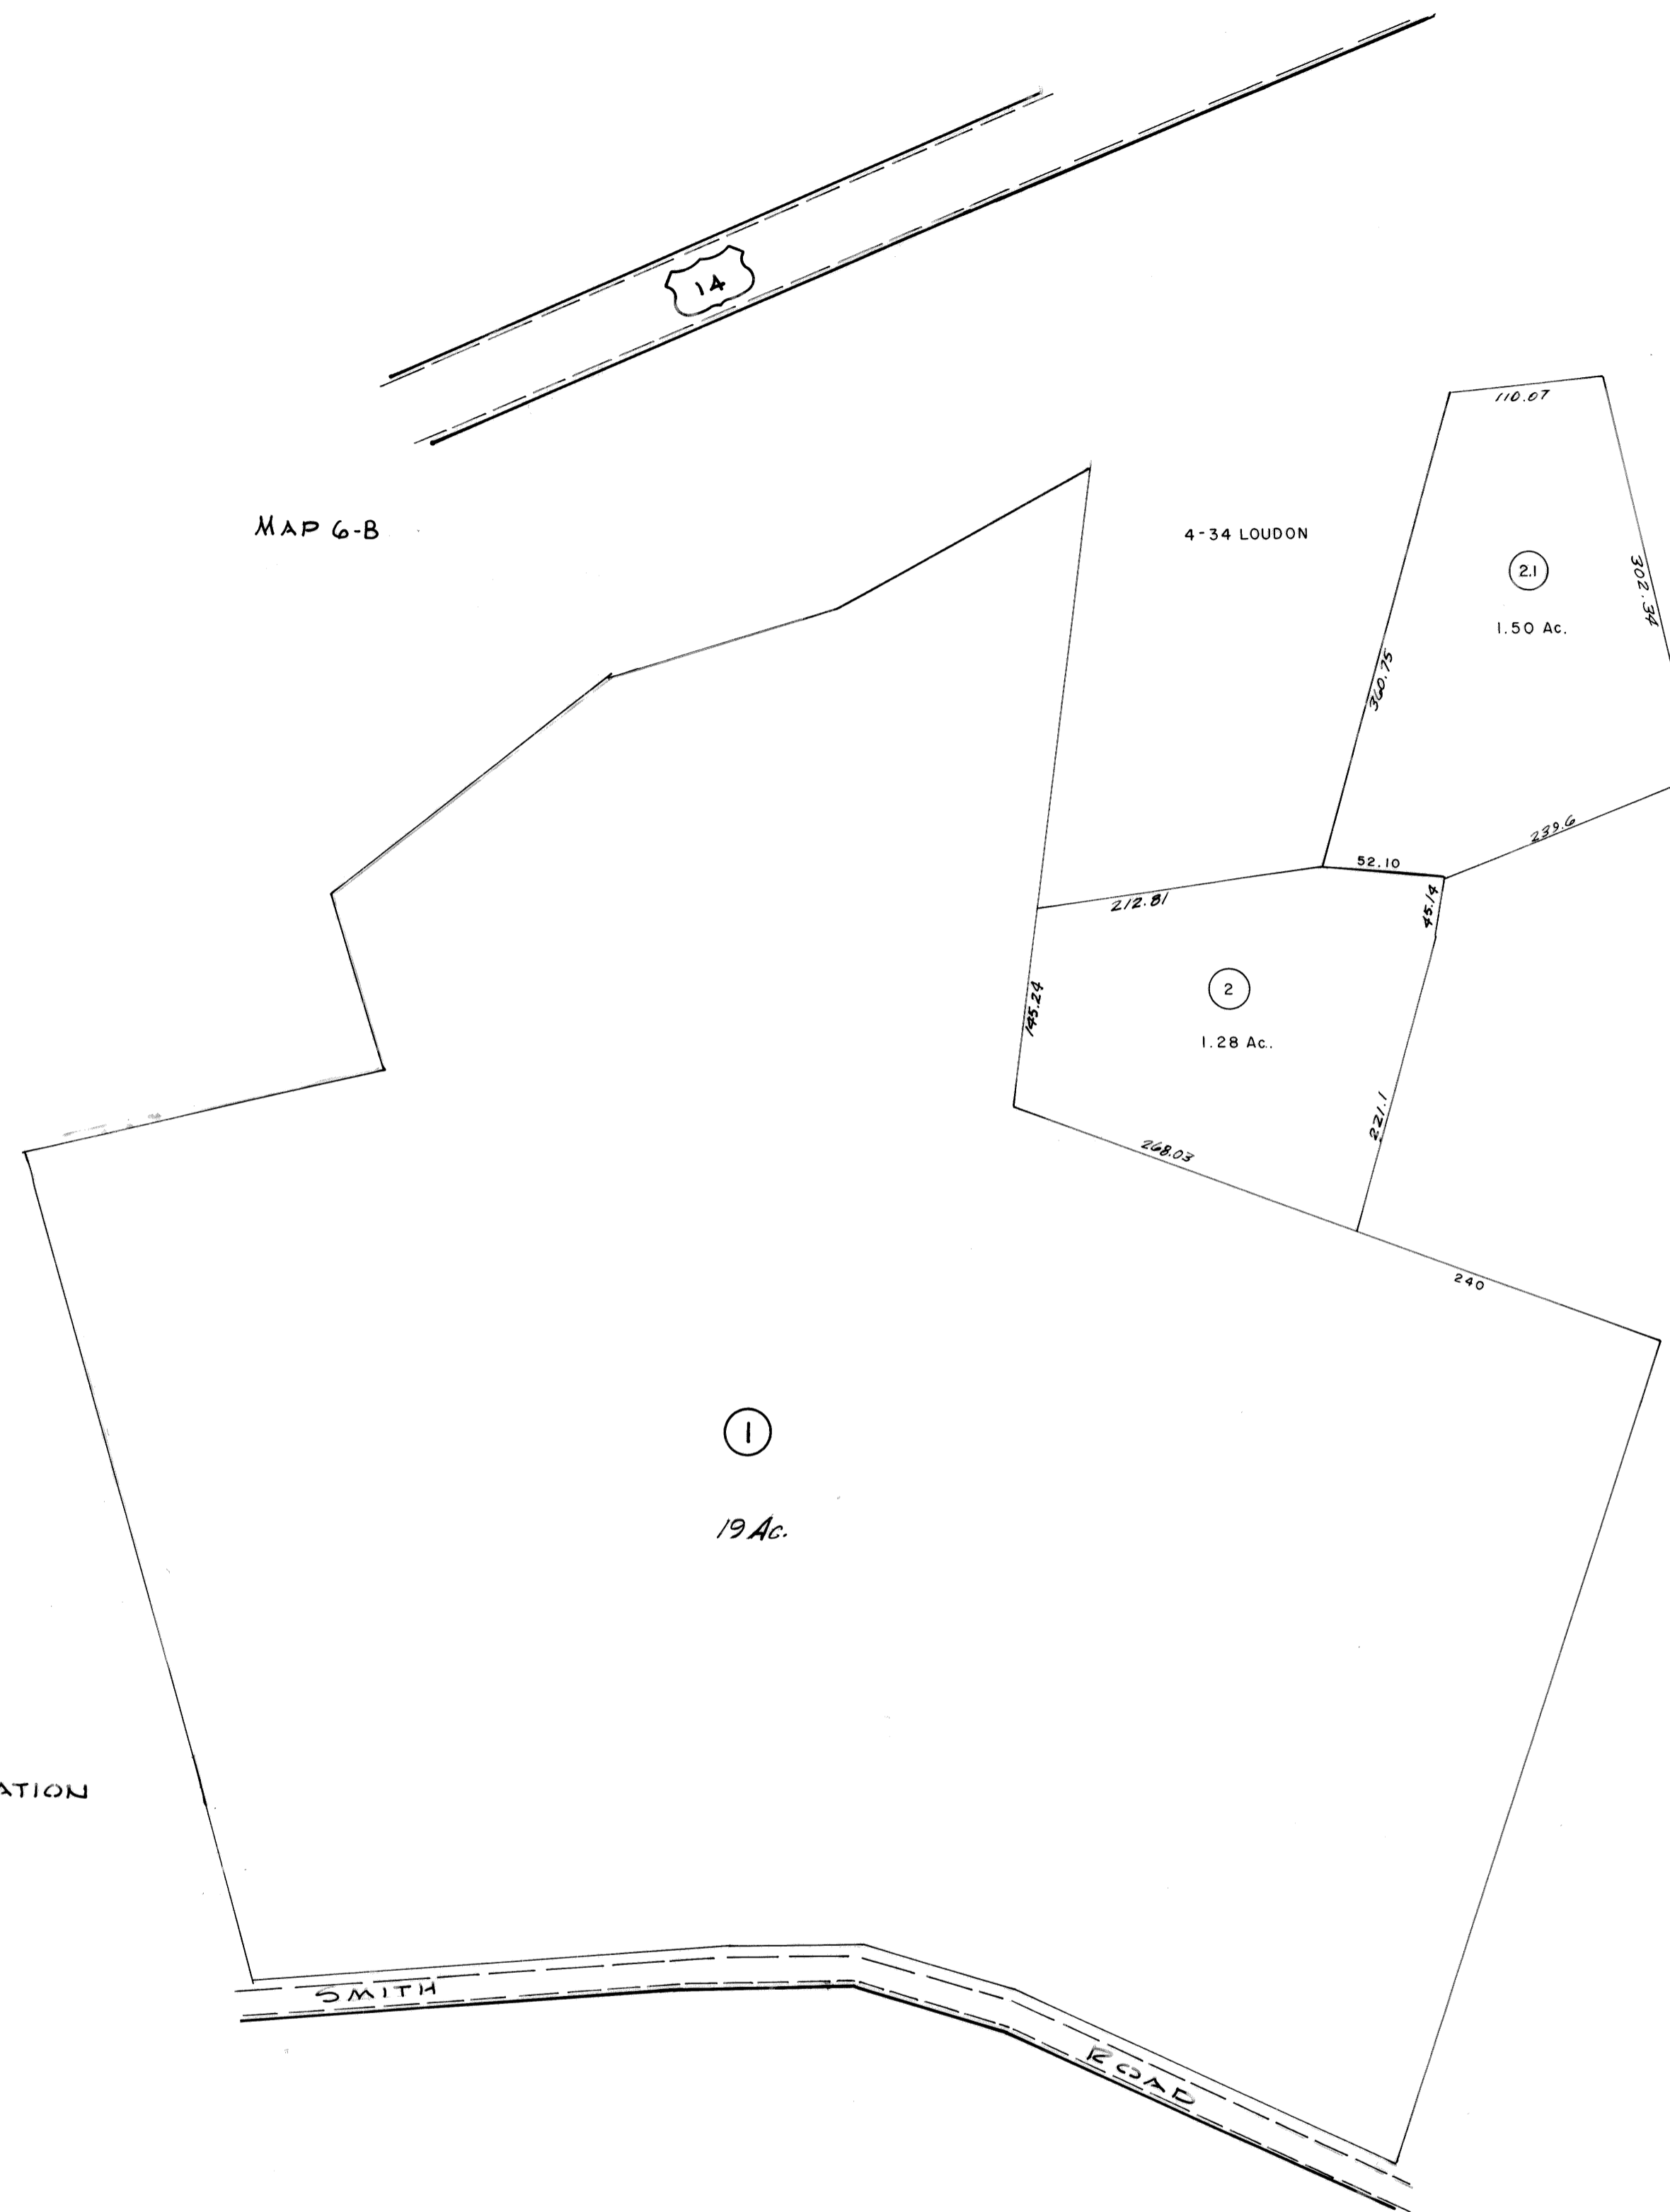 14
110.07
MAP 6-B
4-34 LOUDON
2.1
302.34
1.50 Ac.
360.75
239.6
52.10
212.81
45.14
2
145.24
1.28 Ac..
221.1
268.03
240
1
19 Ac.
ATION
SMITH
ROAD